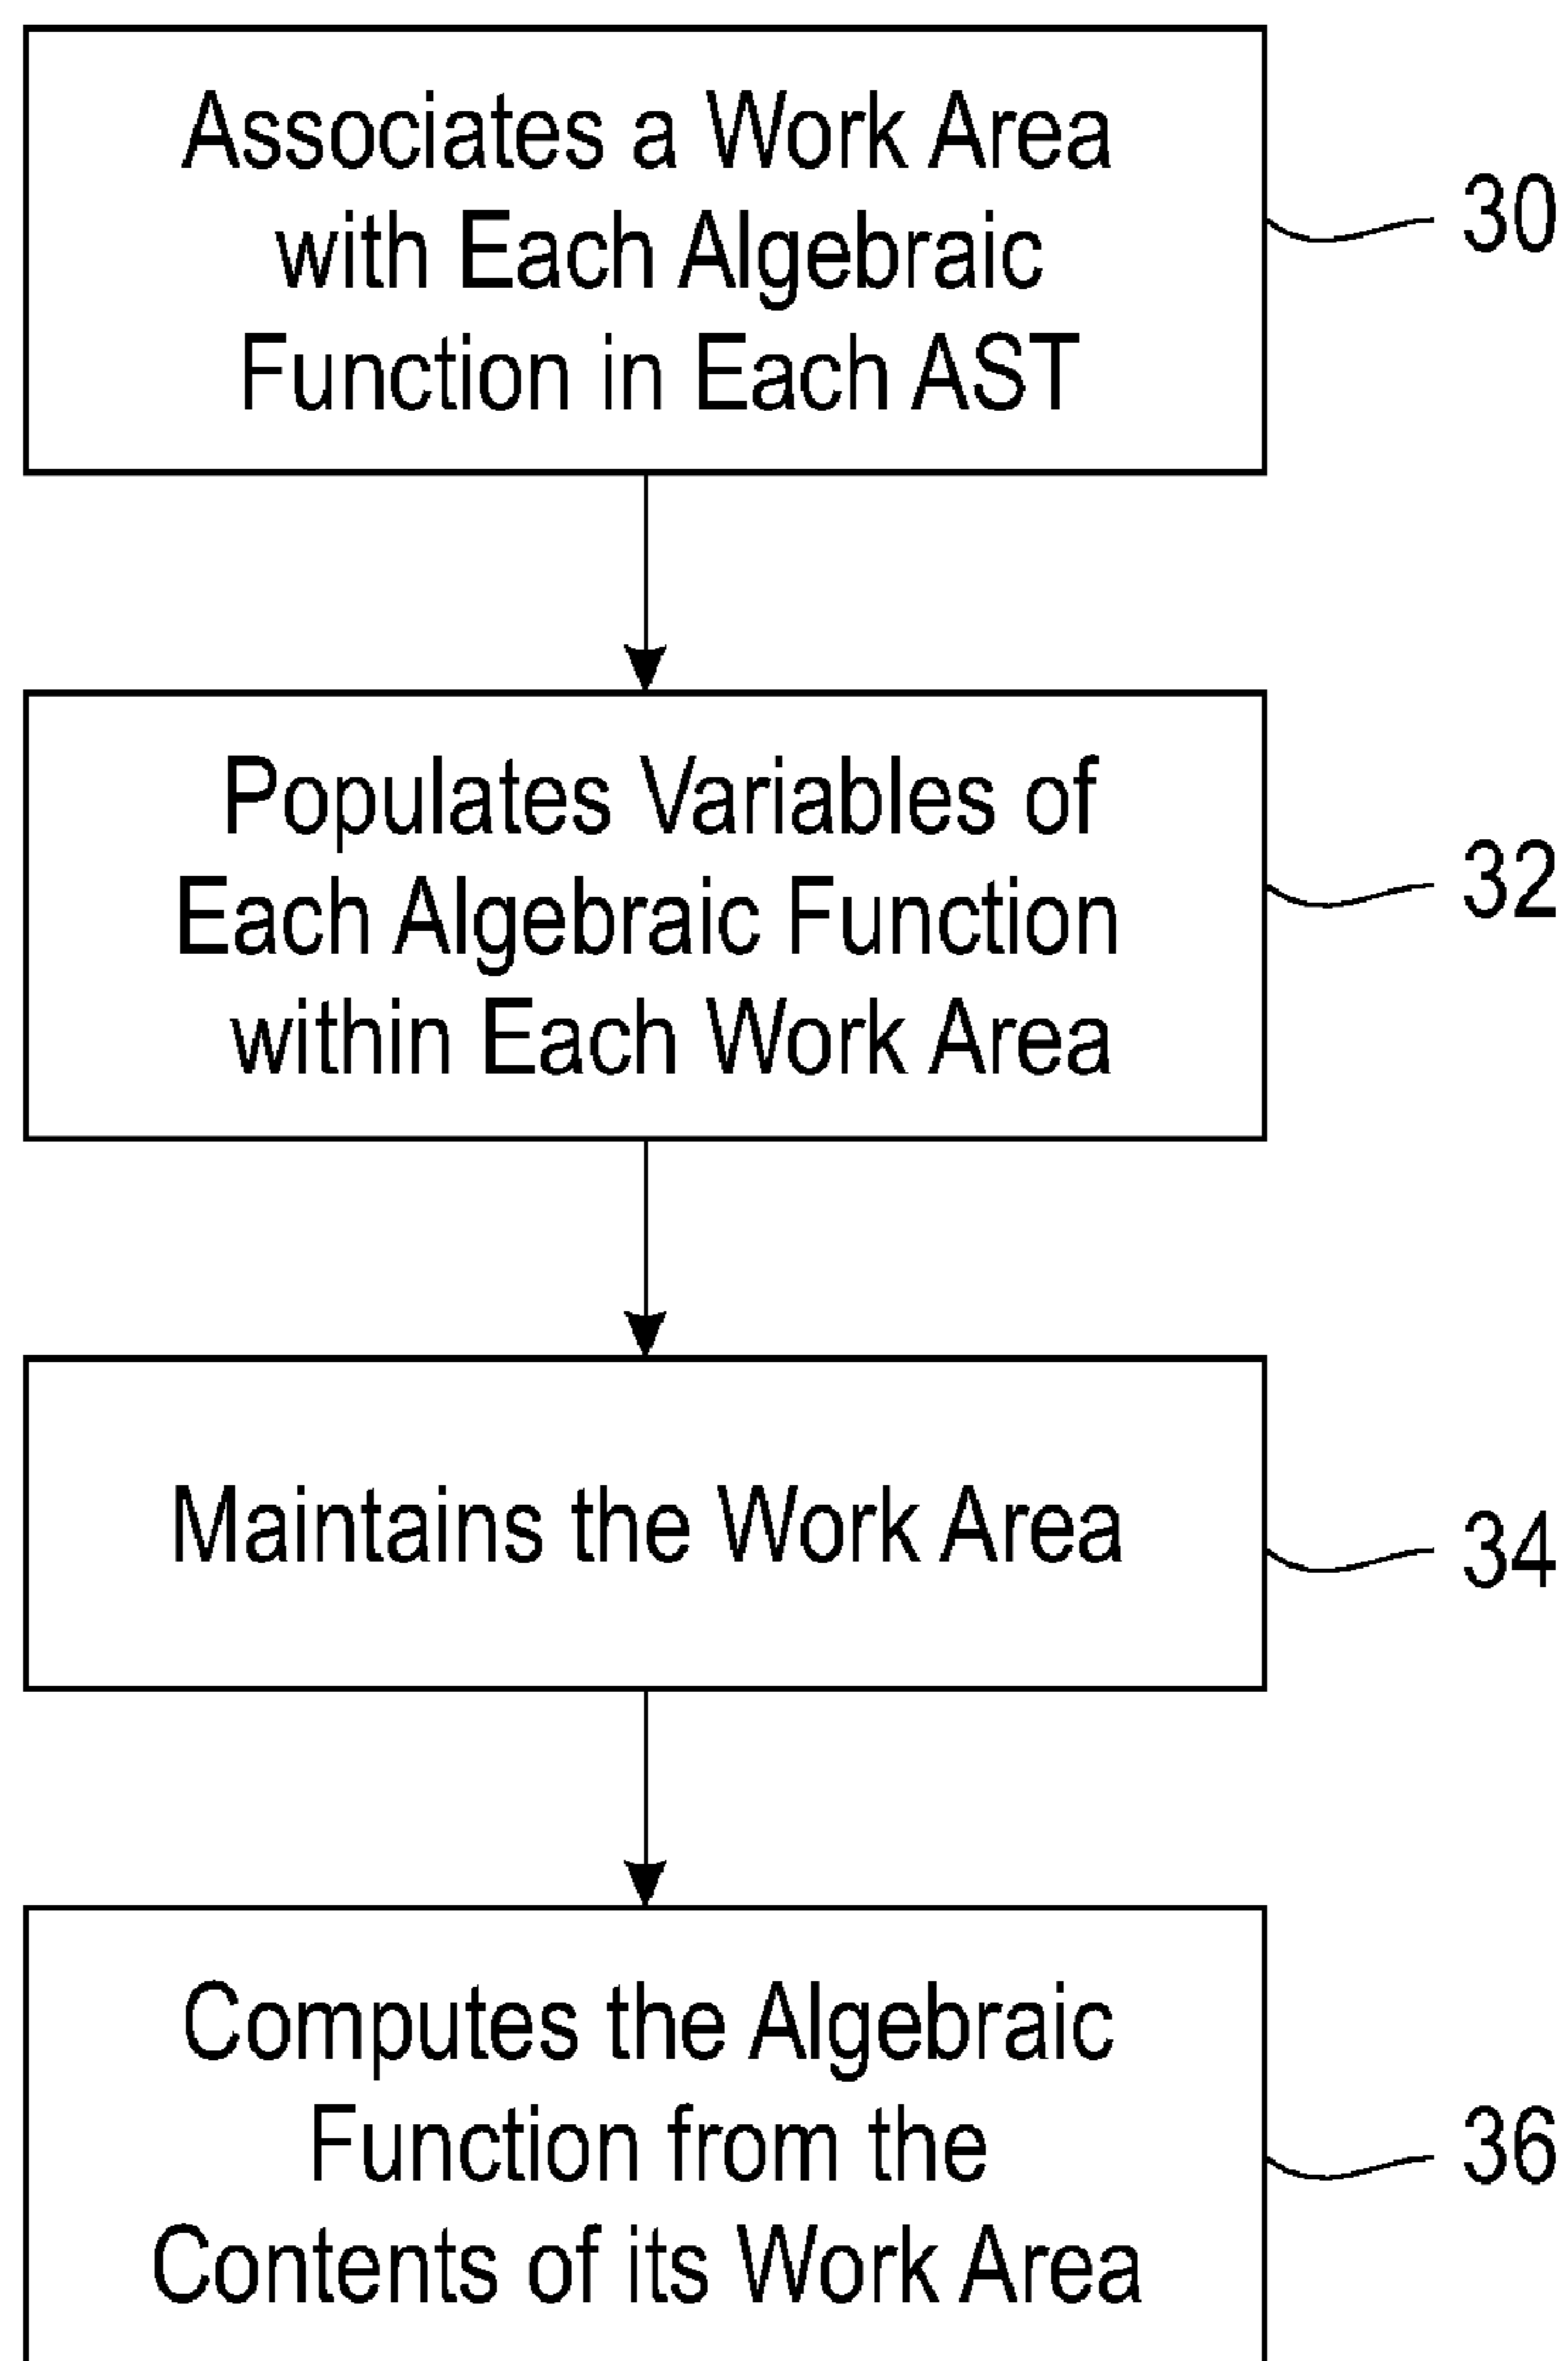 Associates a Work Area
with Each Algebraic
Function in Each AST
30
Populates Variables of
Each Algebraic Function
within Each Work Area
32
Maintains the Work Area
34
Computes the Algebraic
Function from the
Contents of its Work Area
36